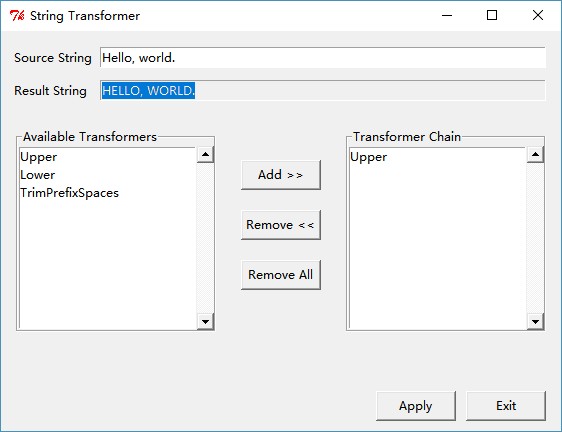 String Transformer
Source String Hello, world.
Result String HELLO, WORLD.
Available Transformers
Upper
Lower
TrimPrefixSpaces
Add >>
Remove <<
Remove All
Transformer Chain
Upper
Apply
Exit